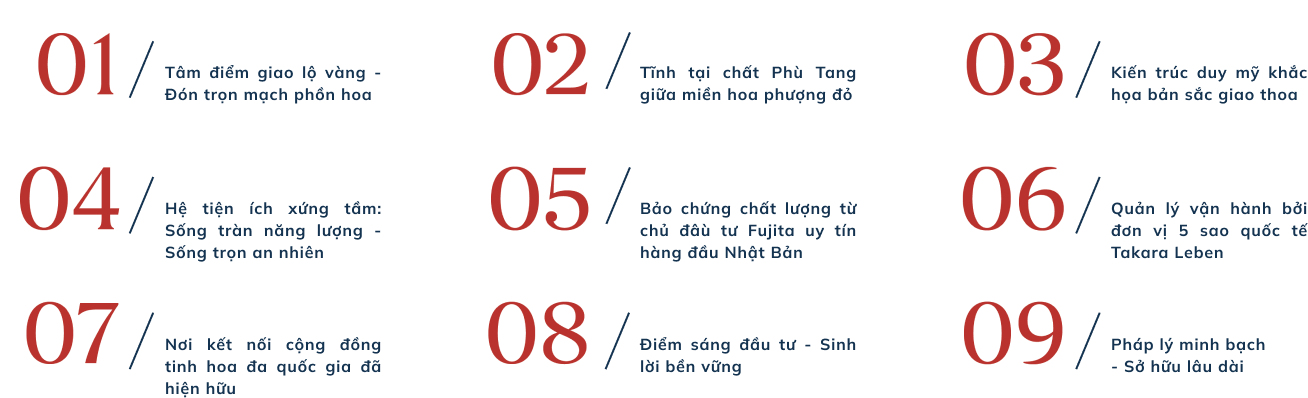 01
Tâm điểm giao lộ vàng -
Đón trọn mạch phồn hoa
02
Tĩnh tại chất Phù Tang
giữa miền hoa phượng đỏ
03
Kiến trúc duy mỹ khắc
họa bản sắc giao thoa
04
Hệ tiện ích xứng tầm:
Sống tràn năng lượng -
Sống trọn an nhiên
05
Bảo chứng chất lượng từ
chủ đầù tư Fujita uy tín
hàng đầu Nhật Bản
06
Quản lý vận hành bởi
đơn vị 5 sao quốc tế
Takara Leben
07
Nơi kết nối cộng đồng
tinh hoa đa quốc gia đã
hiện hữu
08
Điểm sáng đầu tư - Sinh
lời bền vững
09
Pháp lý minh bạch
- Sở hữu lâu dài